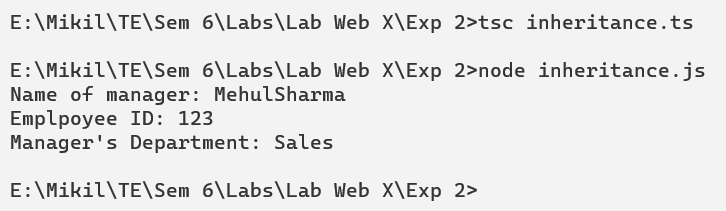 E:\Mikil\TE\Sem 6\Labs\Lab Web X\Exp 2>tsc inheritance.ts
E:\Mikil\TE\Sem 6\Labs\Lab Web X\Exp 2>node inheritance.js
Name of manager: MehulSharma
Emplpoyee ID: 123
Manager's Department: Sales
E:\Mikil\TE\Sem 6\Labs\Lab Web X\Exp 2>